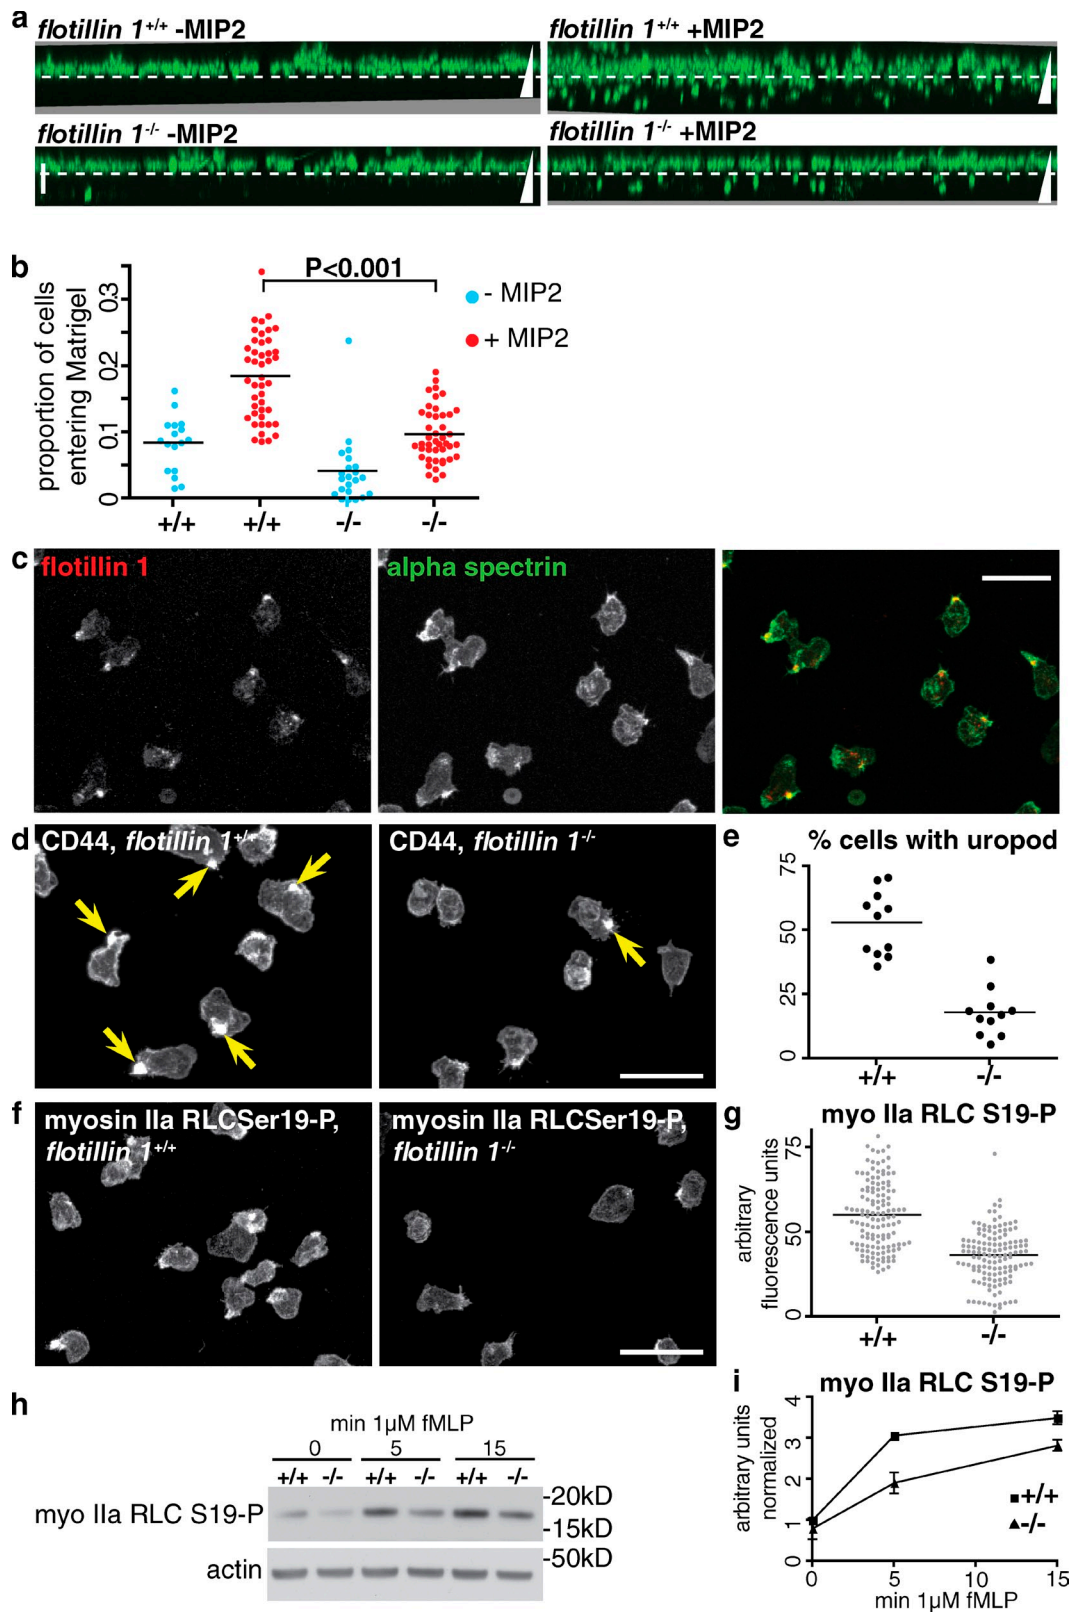 a
flotillin 1+/+ -MIP2
flotillin 1+/+ +MIP2
flotillin 1-/- -MIP2
flotillin 1-/- +MIP2
b
proportion of cells
entering Matrigel
0
0.1
0.2
0.3
P<0.001
- MIP2
+ MIP2
+/+
+/+
-/-
-/-
c
flotillin 1
alpha spectrin
d
CD44, flotillin 1+/+
CD44, flotillin 1-/-
e
% cells with uropod
75
50
25
0
+/+
-/-
f
myosin IIa RLCSer19-P,
flotillin 1+/+
myosin IIa RLCSer19-P,
flotillin 1-/-
g
myo IIa RLC S19-P
arbitrary
fluorescence units
75
50
0
+/+
-/-
h
min 1µM fMLP
0
5
15
+/+ -/- +/+ -/- +/+ -/-
myo IIa RLC S19-P
-20kD
-15kD
actin
-50kD
i
myo IIa RLC S19-P
arbitrary units
normalized
4
3
2
1
0
+/+
-/-
0
5
10
15
min 1µM fMLP